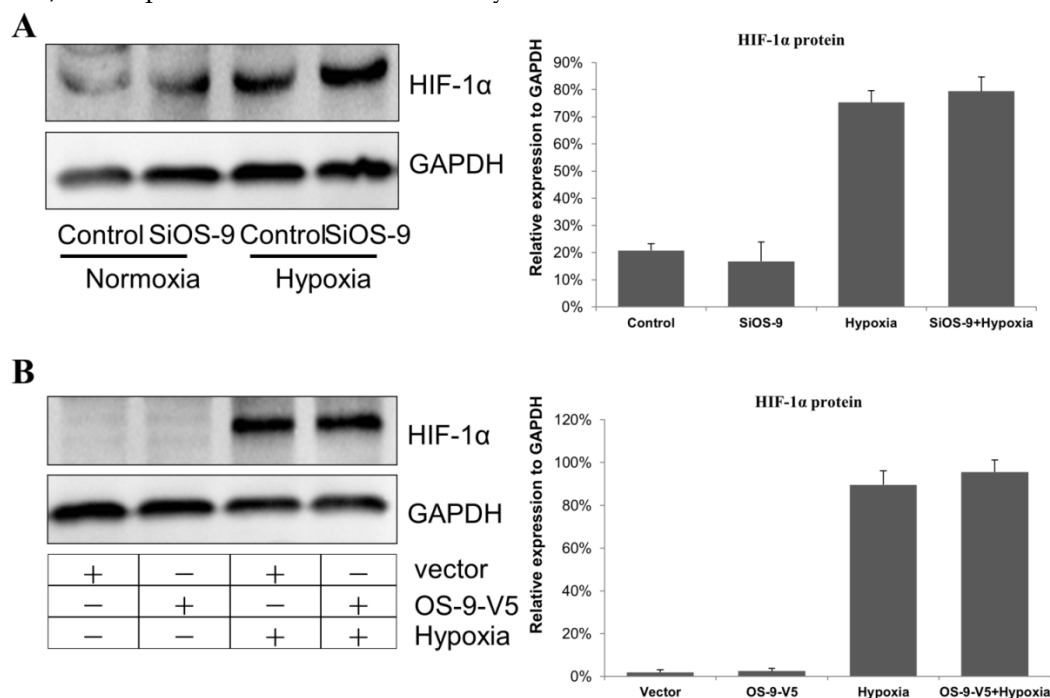 A
HIF-1α
GAPDH
Control SiOS-9 Control SiOS-9
Normoxia Hypoxia
HIF-1α protein
Relative expression to GAPDH
90%
80%
70%
60%
50%
40%
30%
20%
10%
0%
Control SiOS-9 Hypoxia SiOS-9+Hypoxia
B
HIF-1α
GAPDH
+ − + − vector
− + − + OS-9-V5
− − + + Hypoxia
HIF-1α protein
Relative expression to GAPDH
120%
100%
80%
60%
40%
20%
0%
Vector OS-9-V5 Hypoxia OS-9-V5+Hypoxia